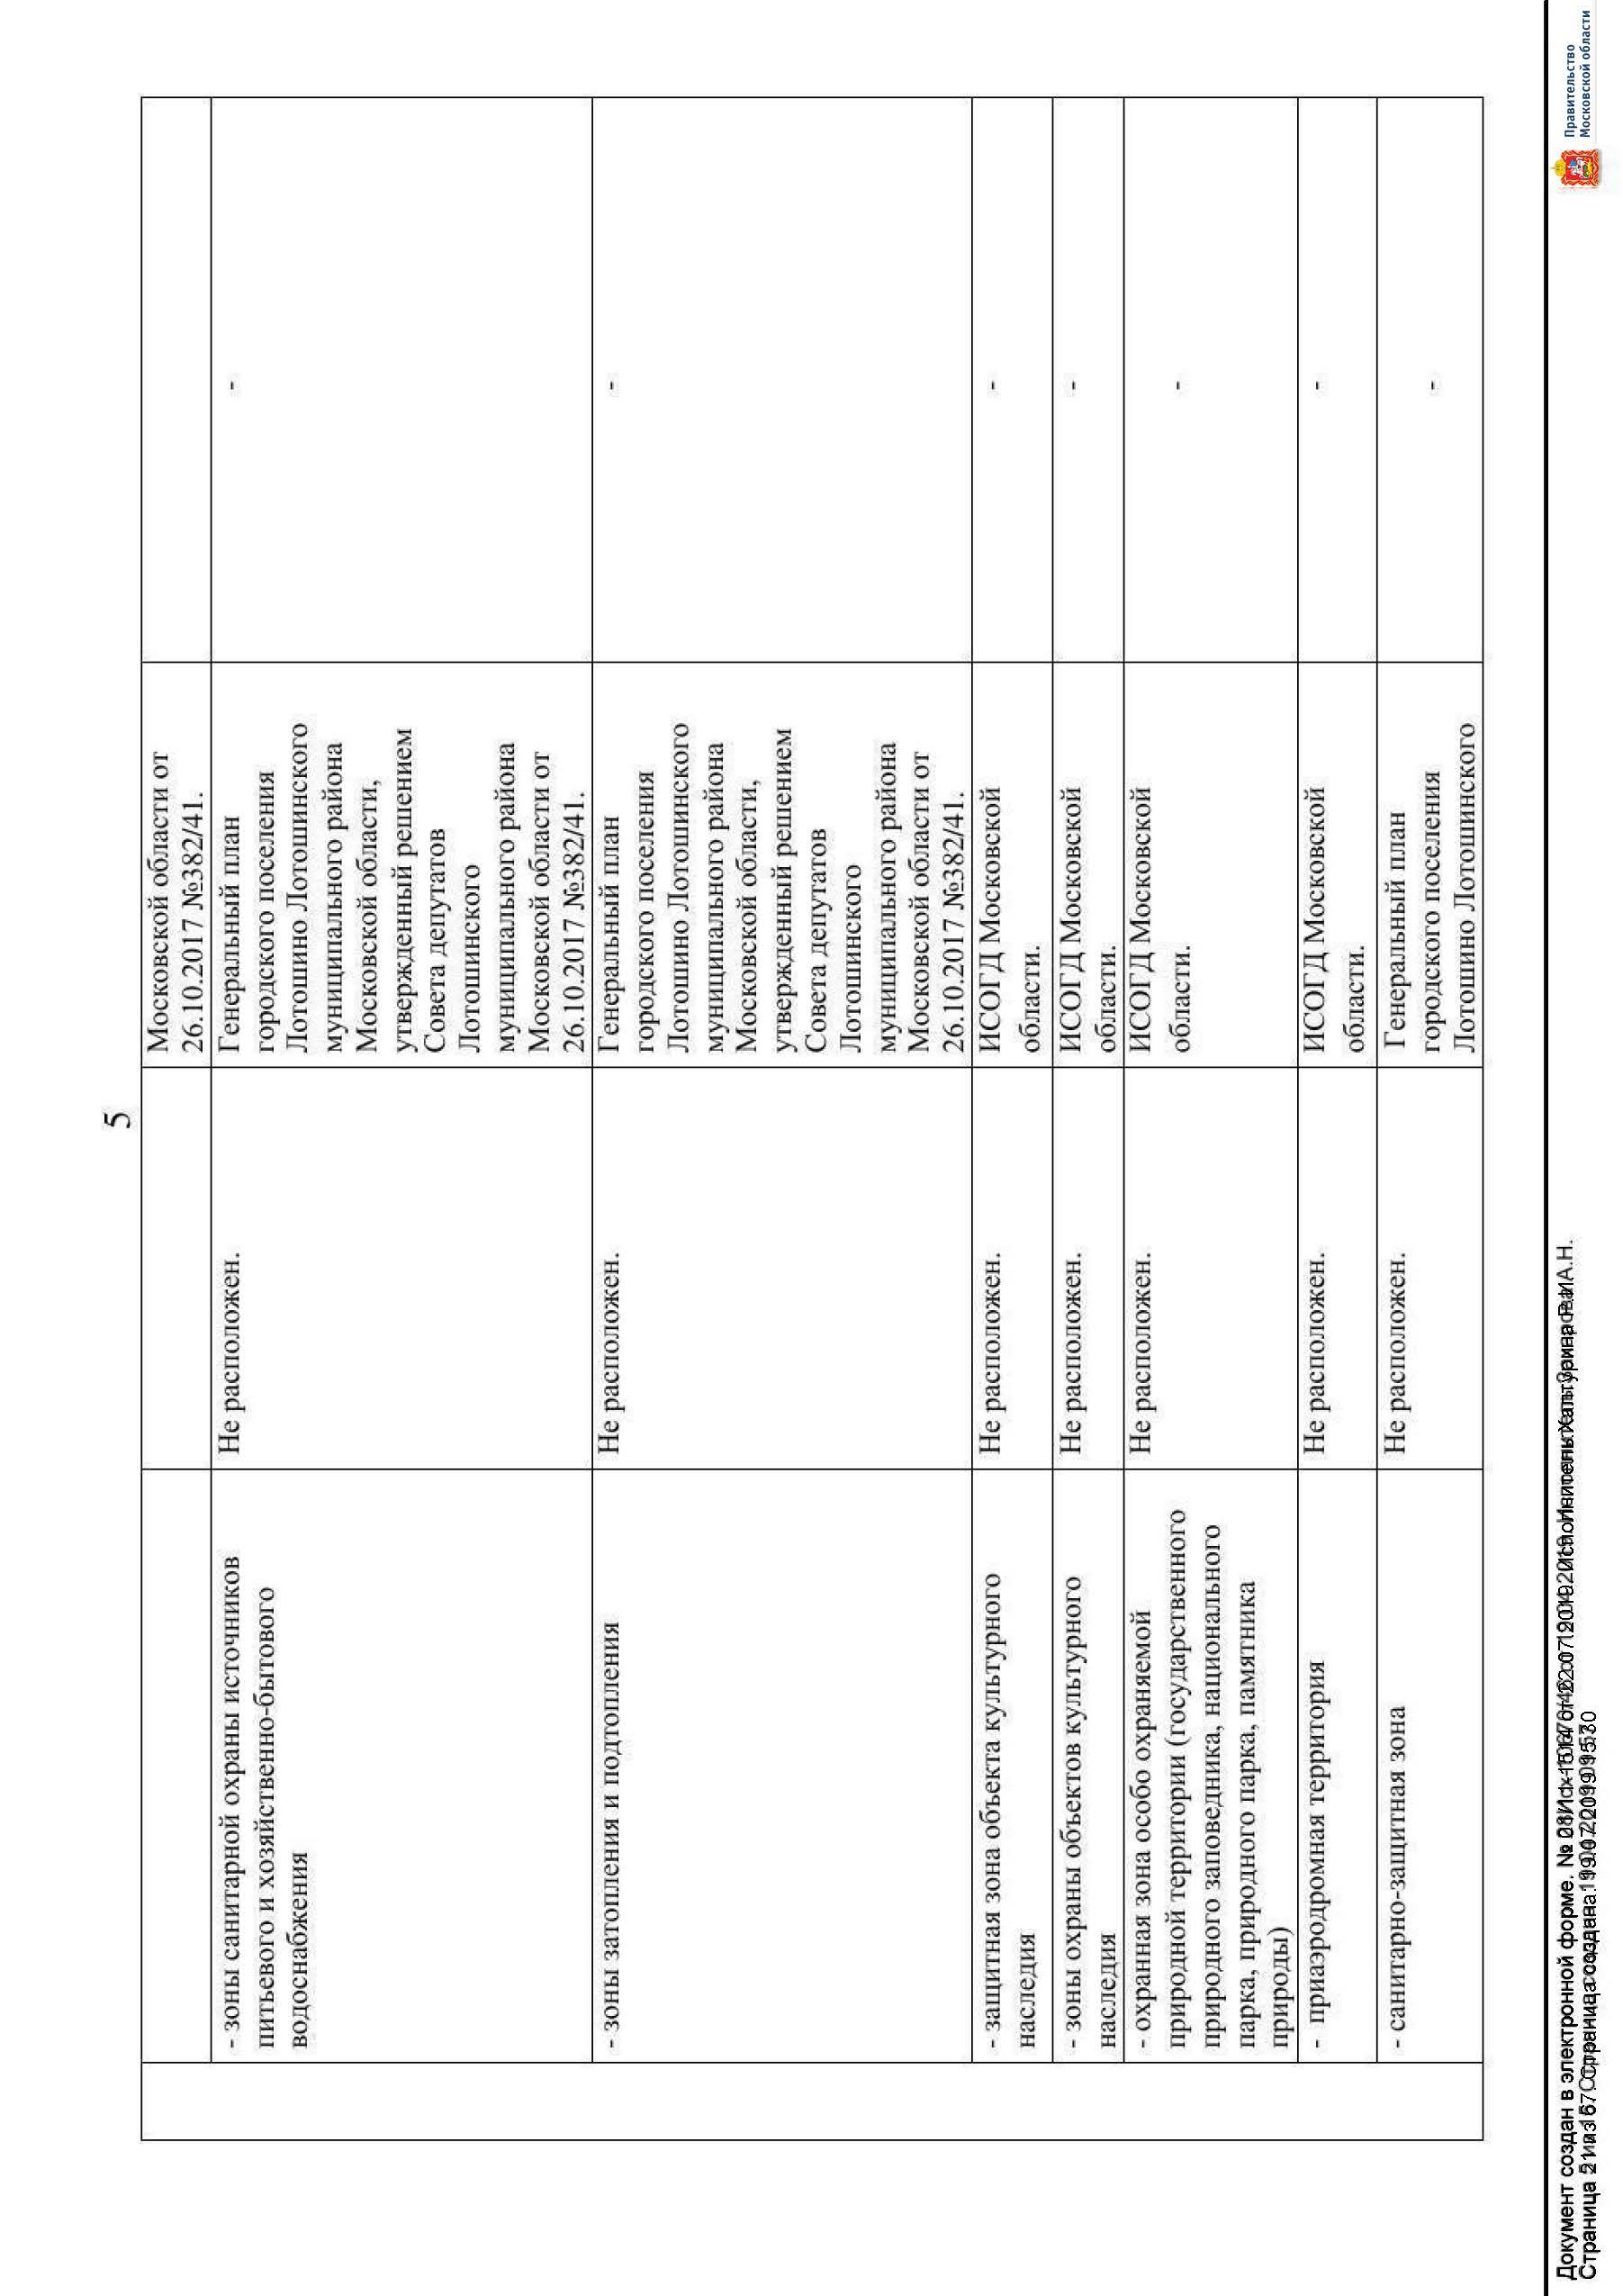 5
Московской области от
26.10.2017 №382/41.
- зоны санитарной охраны источников
питьевого и хозяйственно-бытового
водоснабжения
Не расположен.
Генеральный план
городского поселения
Лотошино Лотошинского
муниципального района
Московской области,
утвержденный решением
Совета депутатов
Лотошинского
муниципального района
Московской области от
26.10.2017 №382/41.
-
- зоны затопления и подтопления
Не расположен.
Генеральный план
городского поселения
Лотошино Лотошинского
муниципального района
Московской области,
утвержденный решением
Совета депутатов
Лотошинского
муниципального района
Московской области от
26.10.2017 №382/41.
-
- защитная зона объекта культурного
наследия
Не расположен.
ИСОГД Московской
области.
-
- зоны охраны объектов культурного
наследия
Не расположен.
ИСОГД Московской
области.
-
- охранная зона особо охраняемой
природной территории (государственного
природного заповедника, национального
парка, природного парка, памятника
природы)
Не расположен.
ИСОГД Московской
области.
-
- приаэродромная территория
Не расположен.
ИСОГД Московской
области.
-
- санитарно-защитная зона
Не расположен.
Генеральный план
городского поселения
Лотошино Лотошинского
-
Документ создан в электронной форме. №
Страница
Правительство
Московской области